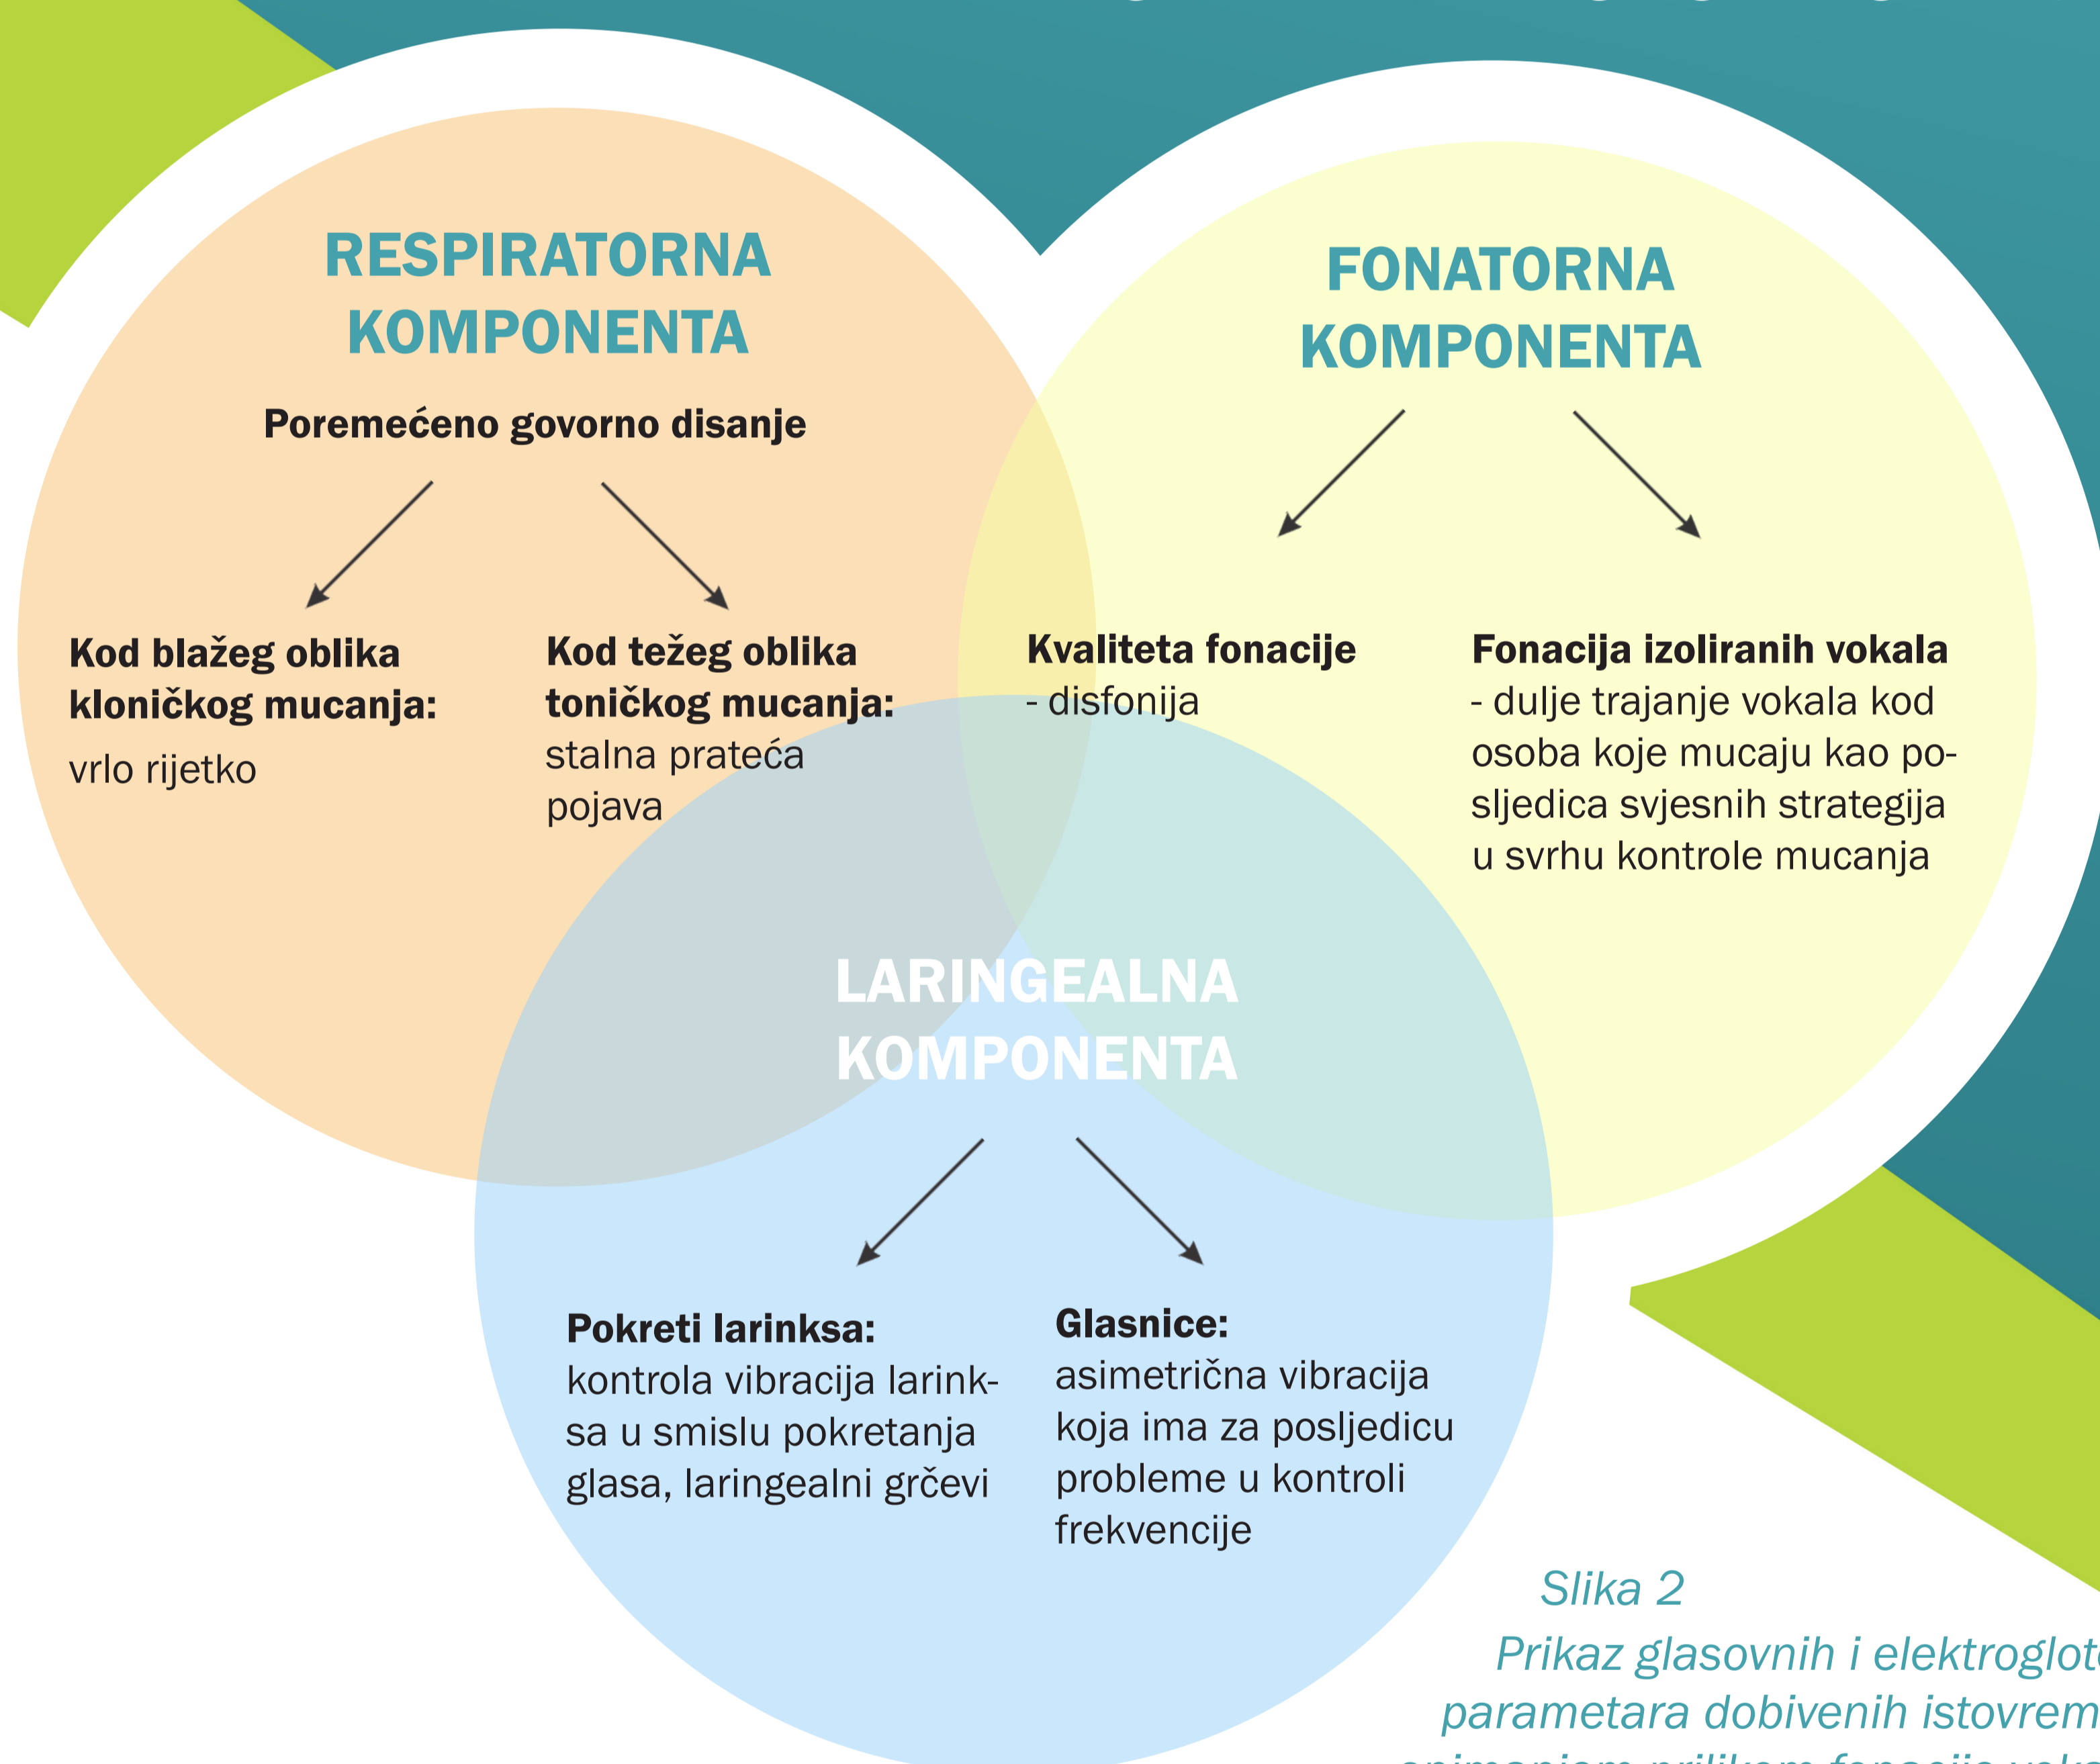 RESPIRATORNA
KOMPONENTA
Poremećeno govorno disanje
Kod blažeg oblika
kloničkog mucanja:
vrlo rijetko
Kod težeg oblika
toničkog mucanja:
stalna prateća
pojava
FONATORNA
KOMPONENTA
Kvaliteta fonacije
- disfonija
Fonacija izoliranih vokala
- dulje trajanje vokala kod
osoba koje mucaju kao po-
sljedica svjesnih strategija
u svrhu kontrole mucanja
LARINGEALNA
KOMPONENTA
Pokreti larinksa:
kontrola vibracija larink-
sa u smislu pokretanja
glasa, laringealni grčevi
Glasnice:
asimetrična vibracija
koja ima za posljedicu
probleme u kontroli
frekvencije
Slika 2
Prikaz glasovnih i
parametara dobivenih